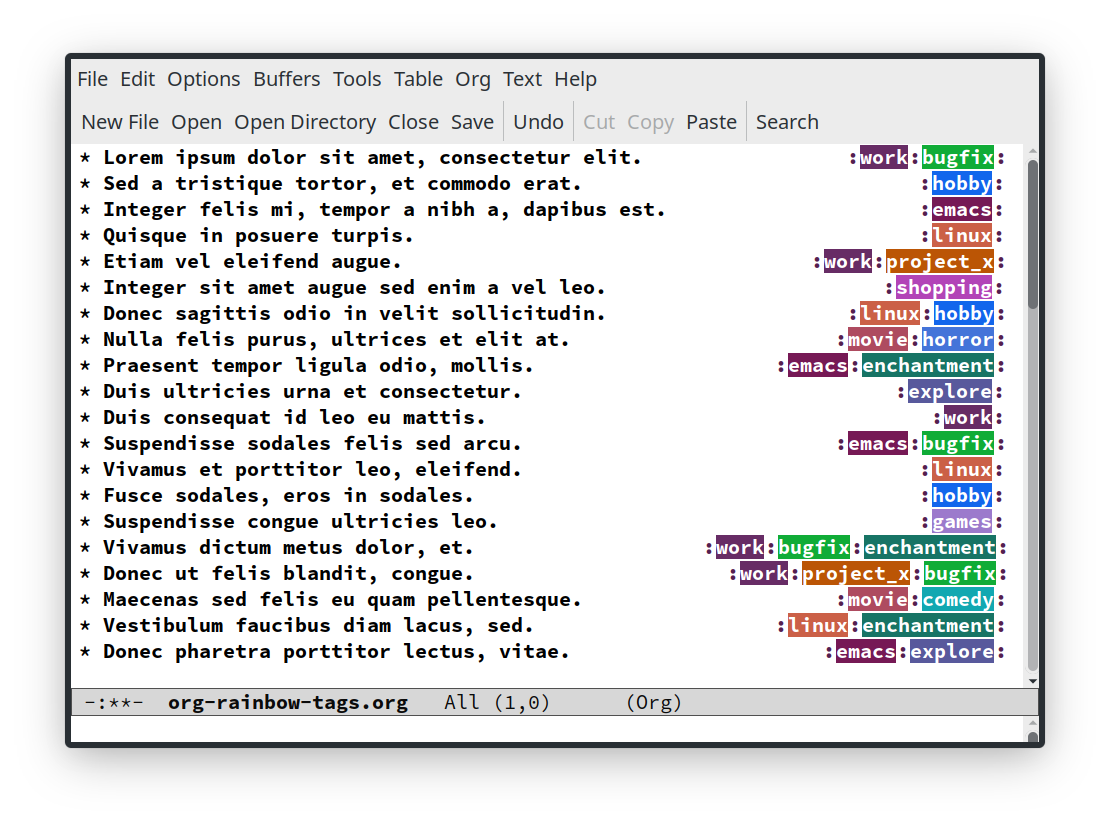 File Edit Options Buffers Tools Table Org Text Help
New File Open Open Directory Close Save Undo Cut Copy Paste Search
* Lorem ipsum dolor sit amet, consectetur elit. :work:bugfix:
* Sed a tristique tortor, et commodo erat. :hobby:
* Integer felis mi, tempor a nibh a, dapibus est. :emacs:
* Quisque in posuere turpis. :linux:
* Etiam vel eleifend augue. :work:project_x:
* Integer sit amet augue sed enim a vel leo. :shopping:
* Donec sagittis odio in velit sollicitudin. :linux:hobby:
* Nulla felis purus, ultrices et elit at. :movie:horror:
* Praesent tempor ligula odio, mollis. :emacs:enchantment:
* Duis ultricies urna et consectetur. :explore:
* Duis consequat id leo eu mattis. :work:
* Suspendisse sodales felis sed arcu. :emacs:bugfix:
* Vivamus et porttitor leo, eleifend. :linux:
* Fusce sodales, eros in sodales. :hobby:
* Suspendisse congue ultricies leo. :games:
* Vivamus dictum metus dolor, et. :work:bugfix:enchantment:
* Donec ut felis blandit, congue. :work:project_x:bugfix:
* Maecenas sed felis eu quam pellentesque. :movie:comedy:
* Vestibulum faucibus diam lacus, sed. :linux:enchantment:
* Donec pharetra porttitor lectus, vitae. :emacs:explore:
-:**- org-rainbow-tags.org All (1,0) (Org)